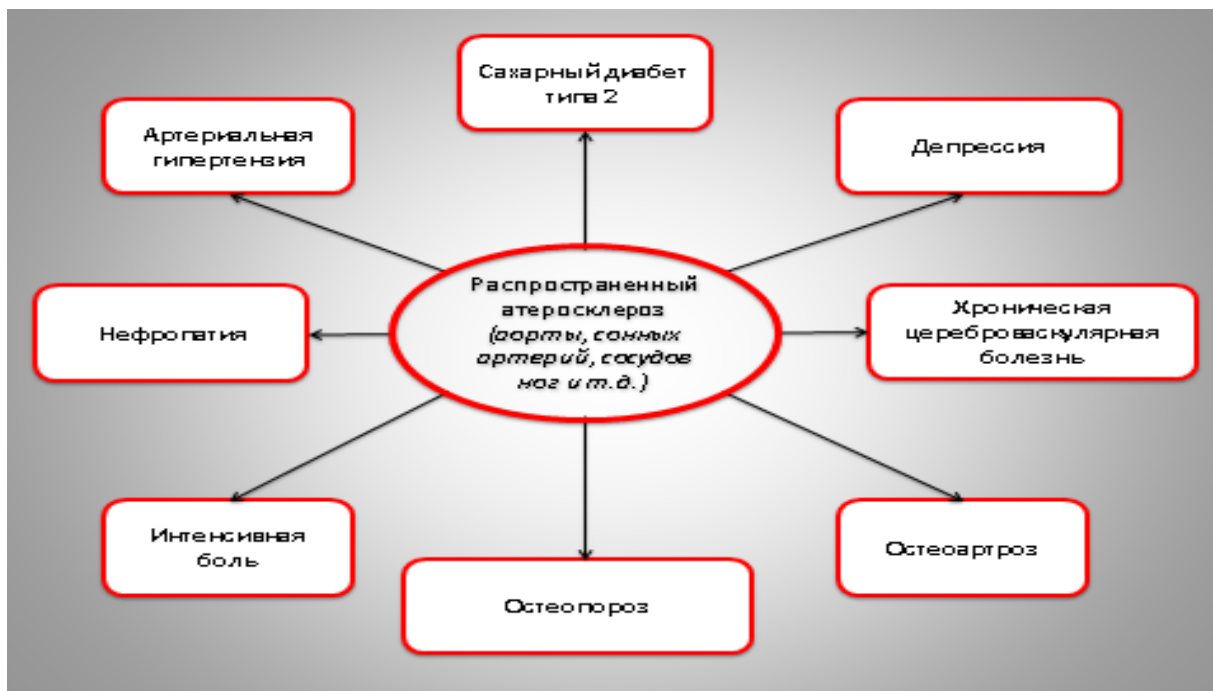 Сахарный диабет
типа 2
Артериальная
гипертензия
Депрессия
Распространенный
атеросклероз
(аорты, сонных
артерий, сосудов
ног и т.д.)
Нефропатия
Хроническая
цереброваскулярная
болезнь
Интенсивная
боль
Остеопороз
Остеоартроз